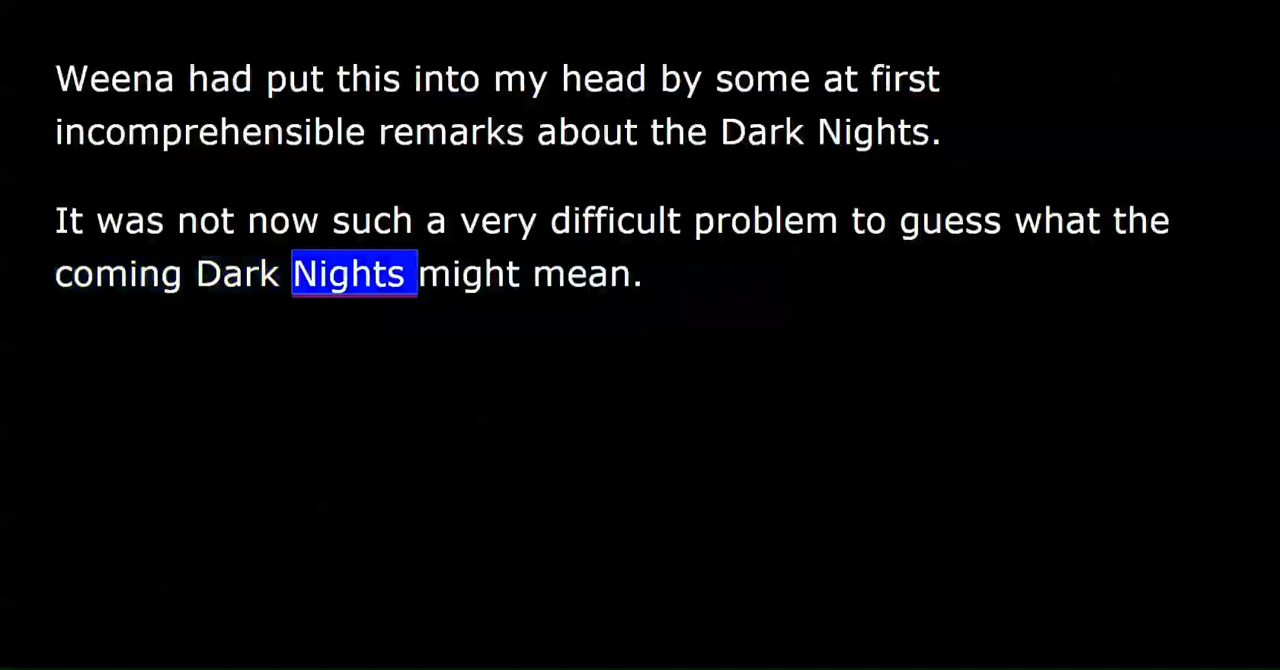 Weena had put this into my head by some at first
incomprehensible remarks about the Dark Nights.
It was not now such a very difficult problem to guess what the
coming Dark Nights might mean.